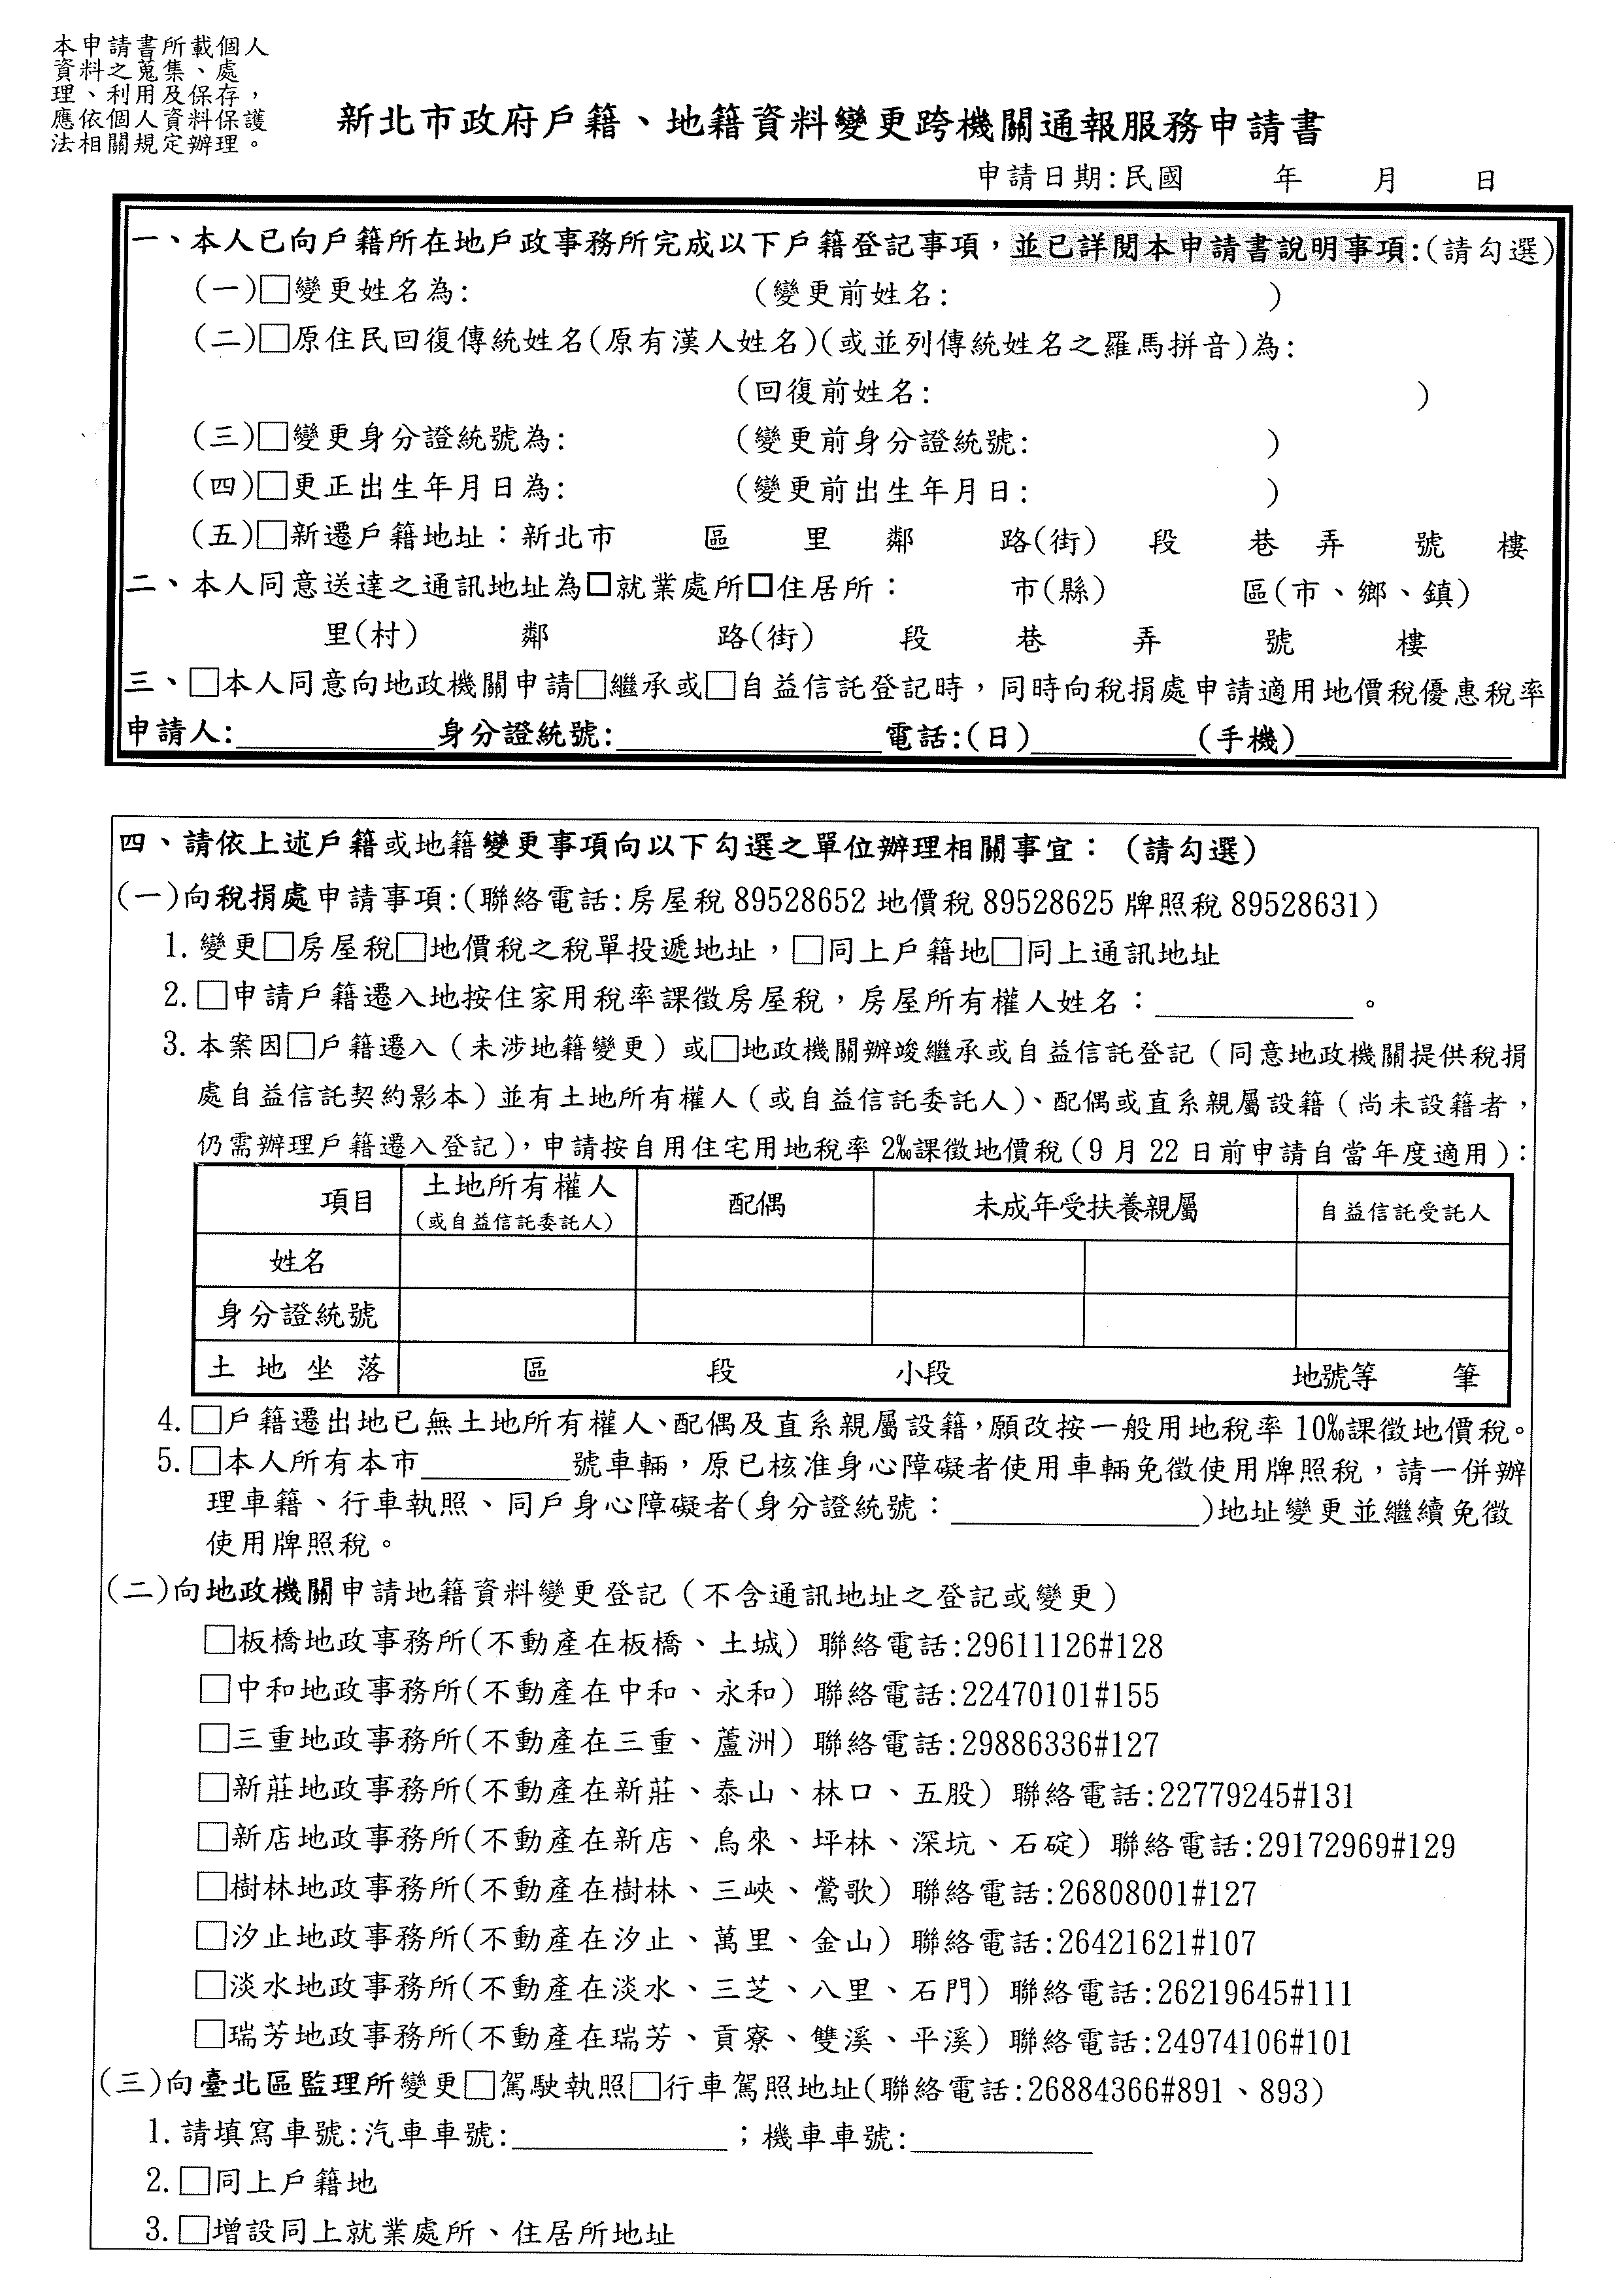 本申請書所載個人
資料之蒐集、處
理、利用及保存，
應依個人資料保護
法相關規定辦理。
新北市政府戶籍、地籍資料變更跨機關通報服務申請書
申請日期:民國 年 月 日
一、本人已向戶籍所在地戶政事務所完成以下戶籍登記事項，並已詳閱本申請書說明事項:(請勾選)
(一)□變更姓名為: (變更前姓名: )
(二)□原住民回復傳統姓名(原有漢人姓名)(或並列傳統姓名之羅馬拼音)為:
(回復前姓名: )
(三)□變更身分證統號為: (變更前身分證統號: )
(四)□更正出生年月日為: (變更前出生年月日: )
(五)□新遷戶籍地址：新北市 區 里 鄰 路(街) 段 巷 弄 號 樓
二、本人同意送達之通訊地址為□就業處所□住居所： 市(縣) 區(市、鄉、鎮)
里(村) 鄰 路(街) 段 巷 弄 號 樓
三、□本人同意向地政機關申請□繼承或□自益信託登記時，同時向稅捐處申請適用地價稅優惠稅率
申請人:____________身分證統號:________________電話:(日)__________(手機)_____________
四、請依上述戶籍或地籍變更事項向以下勾選之單位辦理相關事宜：（請勾選）
(一)向稅捐處申請事項:(聯絡電話:房屋稅 89528652 地價稅 89528625 牌照稅 89528631)
1. 變更□房屋稅□地價稅之稅單投遞地址，□同上戶籍地□同上通訊地址
2. □申請戶籍遷入地按住家用稅率課徵房屋稅，房屋所有權人姓名：____________。
3. 本案因□戶籍遷入（未涉地籍變更）或□地政機關辦竣繼承或自益信託登記（同意地政機關提供稅捐
處自益信託契約影本）並有土地所有權人（或自益信託委託人）、配偶或直系親屬設籍（尚未設籍者，
仍需辦理戶籍遷入登記），申請按自用住宅用地稅率 2‰課徵地價稅（9 月 22 日前申請自當年度適用）：
項目 土地所有權人 配偶 未成年受扶養親屬 自益信託受託人
（或自益信託委託人）
姓名
身分證統號
土地坐落 區 段 小段 地號等 筆
4. □戶籍遷出地已無土地所有權人、配偶及直系親屬設籍，願改按一般用地稅率 10‰課徵地價稅。
5. □本人所有本市_________號車輛，原已核准身心障礙者使用車輛免徵使用牌照稅，請一併辦
理車籍、行車執照、同戶身心障礙者(身分證統號：_______________)地址變更並繼續免徵
使用牌照稅。
(二)向地政機關申請地籍資料變更登記（不含通訊地址之登記或變更）
□板橋地政事務所(不動產在板橋、土城) 聯絡電話:29611126#128
□中和地政事務所(不動產在中和、永和) 聯絡電話:22470101#155
□三重地政事務所(不動產在三重、蘆洲) 聯絡電話:29886336#127
□新莊地政事務所(不動產在新莊、泰山、林口、五股) 聯絡電話:22779245#131
□新店地政事務所(不動產在新店、烏來、坪林、深坑、石碇) 聯絡電話:29172969#129
□樹林地政事務所(不動產在樹林、三峽、鶯歌) 聯絡電話:26808001#127
□汐止地政事務所(不動產在汐止、萬里、金山) 聯絡電話:26421621#107
□淡水地政事務所(不動產在淡水、三芝、八里、石門) 聯絡電話:26219645#111
□瑞芳地政事務所(不動產在瑞芳、貢寮、雙溪、平溪) 聯絡電話:24974106#101
(三)向臺北區監理所變更□駕駛執照□行車駕照地址(聯絡電話:26884366#891、893)
1. 請填寫車號:汽車車號:_____________；機車車號:___________
2. □同上戶籍地
3. □增設同上就業處所、住居所地址